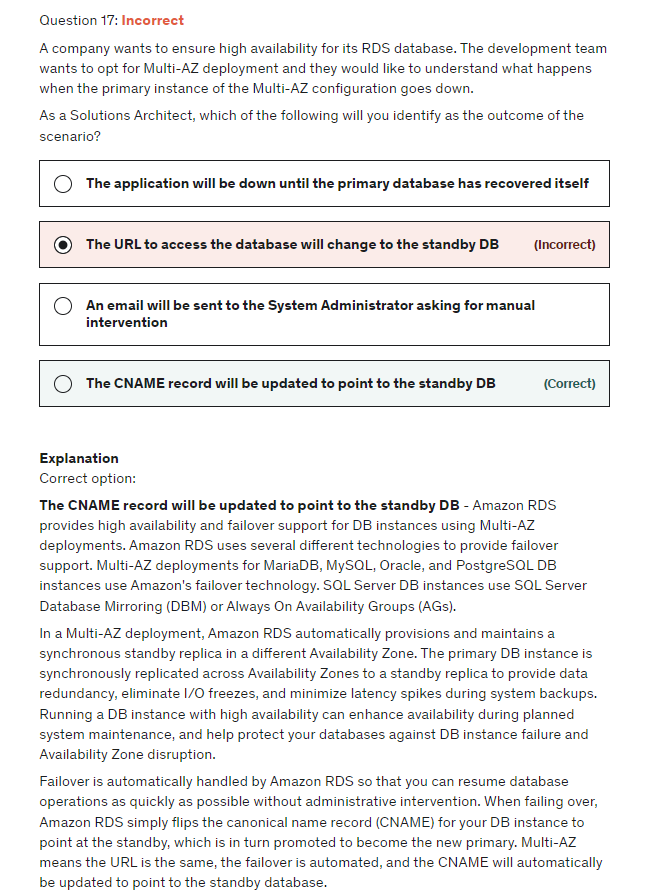 Question 17: Incorrect
A company wants to ensure high availability for its RDS database. The development team
wants to opt for Multi-AZ deployment and they would like to understand what happens
when the primary instance of the Multi-AZ configuration goes down.
As a Solutions Architect, which of the following will you identify as the outcome of the
scenario?
The application will be down until the primary database has recovered itself
The URL to access the database will change to the standby DB (Incorrect)
An email will be sent to the System Administrator asking for manual
intervention
The CNAME record will be updated to point to the standby DB (Correct)
Explanation
Correct option:
The CNAME record will be updated to point to the standby DB - Amazon RDS
provides high availability and failover support for DB instances using Multi-AZ
deployments. Amazon RDS uses several different technologies to provide failover
support. Multi-AZ deployments for MariaDB, MySQL, Oracle, and PostgreSQL DB
instances use Amazon's failover technology. SQL Server DB instances use SQL Server
Database Mirroring (DBM) or Always On Availability Groups (AGs).
In a Multi-AZ deployment, Amazon RDS automatically provisions and maintains a
synchronous standby replica in a different Availability Zone. The primary DB instance is
synchronously replicated across Availability Zones to a standby replica to provide data
redundancy, eliminate I/O freezes, and minimize latency spikes during system backups.
Running a DB instance with high availability can enhance availability during planned
system maintenance, and help protect your databases against DB instance failure and
Availability Zone disruption.
Failover is automatically handled by Amazon RDS so that you can resume database
operations as quickly as possible without administrative intervention. When failing over,
Amazon RDS simply flips the canonical name record (CNAME) for your DB instance to
point at the standby, which is in turn promoted to become the new primary. Multi-AZ
means the URL is the same, the failover is automated, and the CNAME will automatically
be updated to point to the standby database.